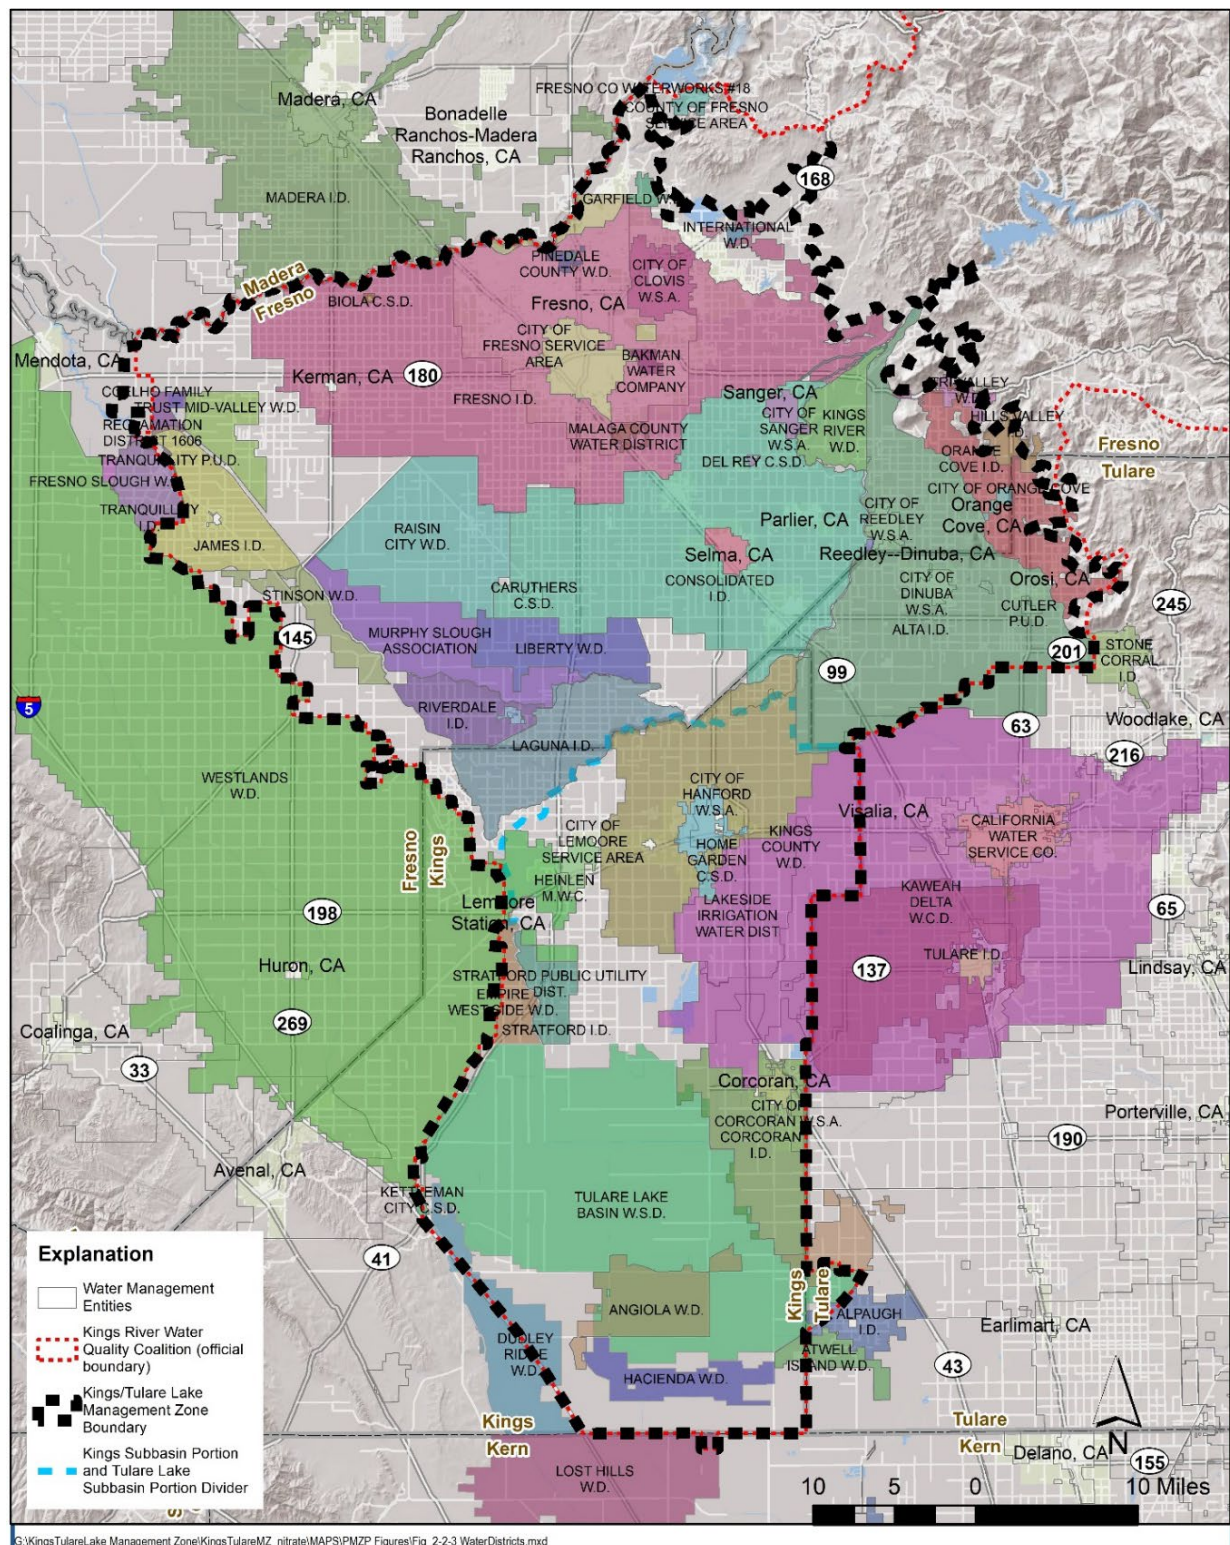 FRESNO CO WATERWORKS #18
COUNTY OF FRESNO
SERVICE AREA
Madera, CA
Bonadelle
Ranchos-Madera
Ranchos, CA
168
MADERA I.D.
GARFIELD W.D.
INTERNATIONAL
W.D.
PINEDALE
COUNTY W.D.
CITY OF
CLOVIS
W.S.A.
Madera
Fresno
BIOLA C.S.D.
Fresno, CA
CITY OF
FRESNO SERVICE
AREA
BAKMAN
WATER
COMPANY
Mendota, CA
Kerman, CA
180
FRESNO I.D.
Sanger, CA
COELHO FAMILY
TRUST MID-VALLEY W.D.
RECLAMATION
DISTRICT 1606
TRANQUILITY P.U.D.
FRESNO SLOUGH W.D.
TRANQUILLITY
I.D.
MALAGA COUNTY
WATER DISTRICT
CITY OF
SANGER
W.S.A.
KINGS
RIVER
W.D.
DEL REY C.S.D.
TRI-VALLEY
W.D.
HILLS VALLEY
I.D.
Fresno
Tulare
ORANGE
COVE I.D.
CITY OF ORANGE COVE
Orange
Cove, CA
JAMES I.D.
RAISIN
CITY W.D.
Parlier, CA
CITY OF
REEDLEY
W.S.A.
Selma, CA
Reedley--Dinuba, CA
CARUTHERS
C.S.D.
CONSOLIDATED
I.D.
CITY OF
DINUBA
W.S.A.
ALTA I.D.
Orosi, CA
CUTLER
P.U.D.
245
STINSON W.D.
145
MURPHY SLOUGH
ASSOCIATION
LIBERTY W.D.
201
STONE
CORRAL
I.D.
99
5
RIVERDALE
I.D.
LAGUNA I.D.
63
Woodlake, CA
216
WESTLANDS
W.D.
CITY OF
HANFORD
W.S.A.
Visalia, CA
CALIFORNIA
WATER
SERVICE CO.
Fresno
Kings
CITY OF
LEMOORE
SERVICE AREA
HOME
GARDEN
C.S.D.
KINGS
COUNTY
W.D.
HEINLEN
M.W.C.
Lemoore
Station, CA
LAKESIDE
IRRIGATION
WATER DIST
KAWEAH
DELTA
W.C.D.
65
198
Huron, CA
TULARE I.D.
137
Lindsay, CA
STRATFORD PUBLIC UTILITY
DIST.
EMPIRE
WEST SIDE W.D.
STRATFORD I.D.
269
Coalinga, CA
33
Corcoran, CA
CITY OF
CORCORAN W.S.A.
CORCORAN
I.D.
Porterville, CA
190
Avenal, CA
KETTLEMAN
CITY C.S.D.
TULARE LAKE
BASIN W.S.D.
41
Kings
Tulare
ANGIOLA W.D.
ALPAUGH
I.D.
Earlimart, CA
DUDLEY
RIDGE
W.D.
ATWELL
ISLAND W.D.
43
HACIENDA W.D.
Kings
Kern
Tulare
Kern
Delano, CA
155
LOST HILLS
W.D.
N
10 5 0 10 Miles
Explanation
Water Management
Entities
Kings River Water
Quality Coalition (official
boundary)
Kings/Tulare Lake
Management Zone
Boundary
Kings Subbasin Portion
and Tulare Lake
Subbasin Portion Divider
G:\KingsTulareLake Management Zone\KingsTulareMZ_nitrate\MAPS\PMZP Figures\Fig_2-2-3_WaterDistricts.mxd